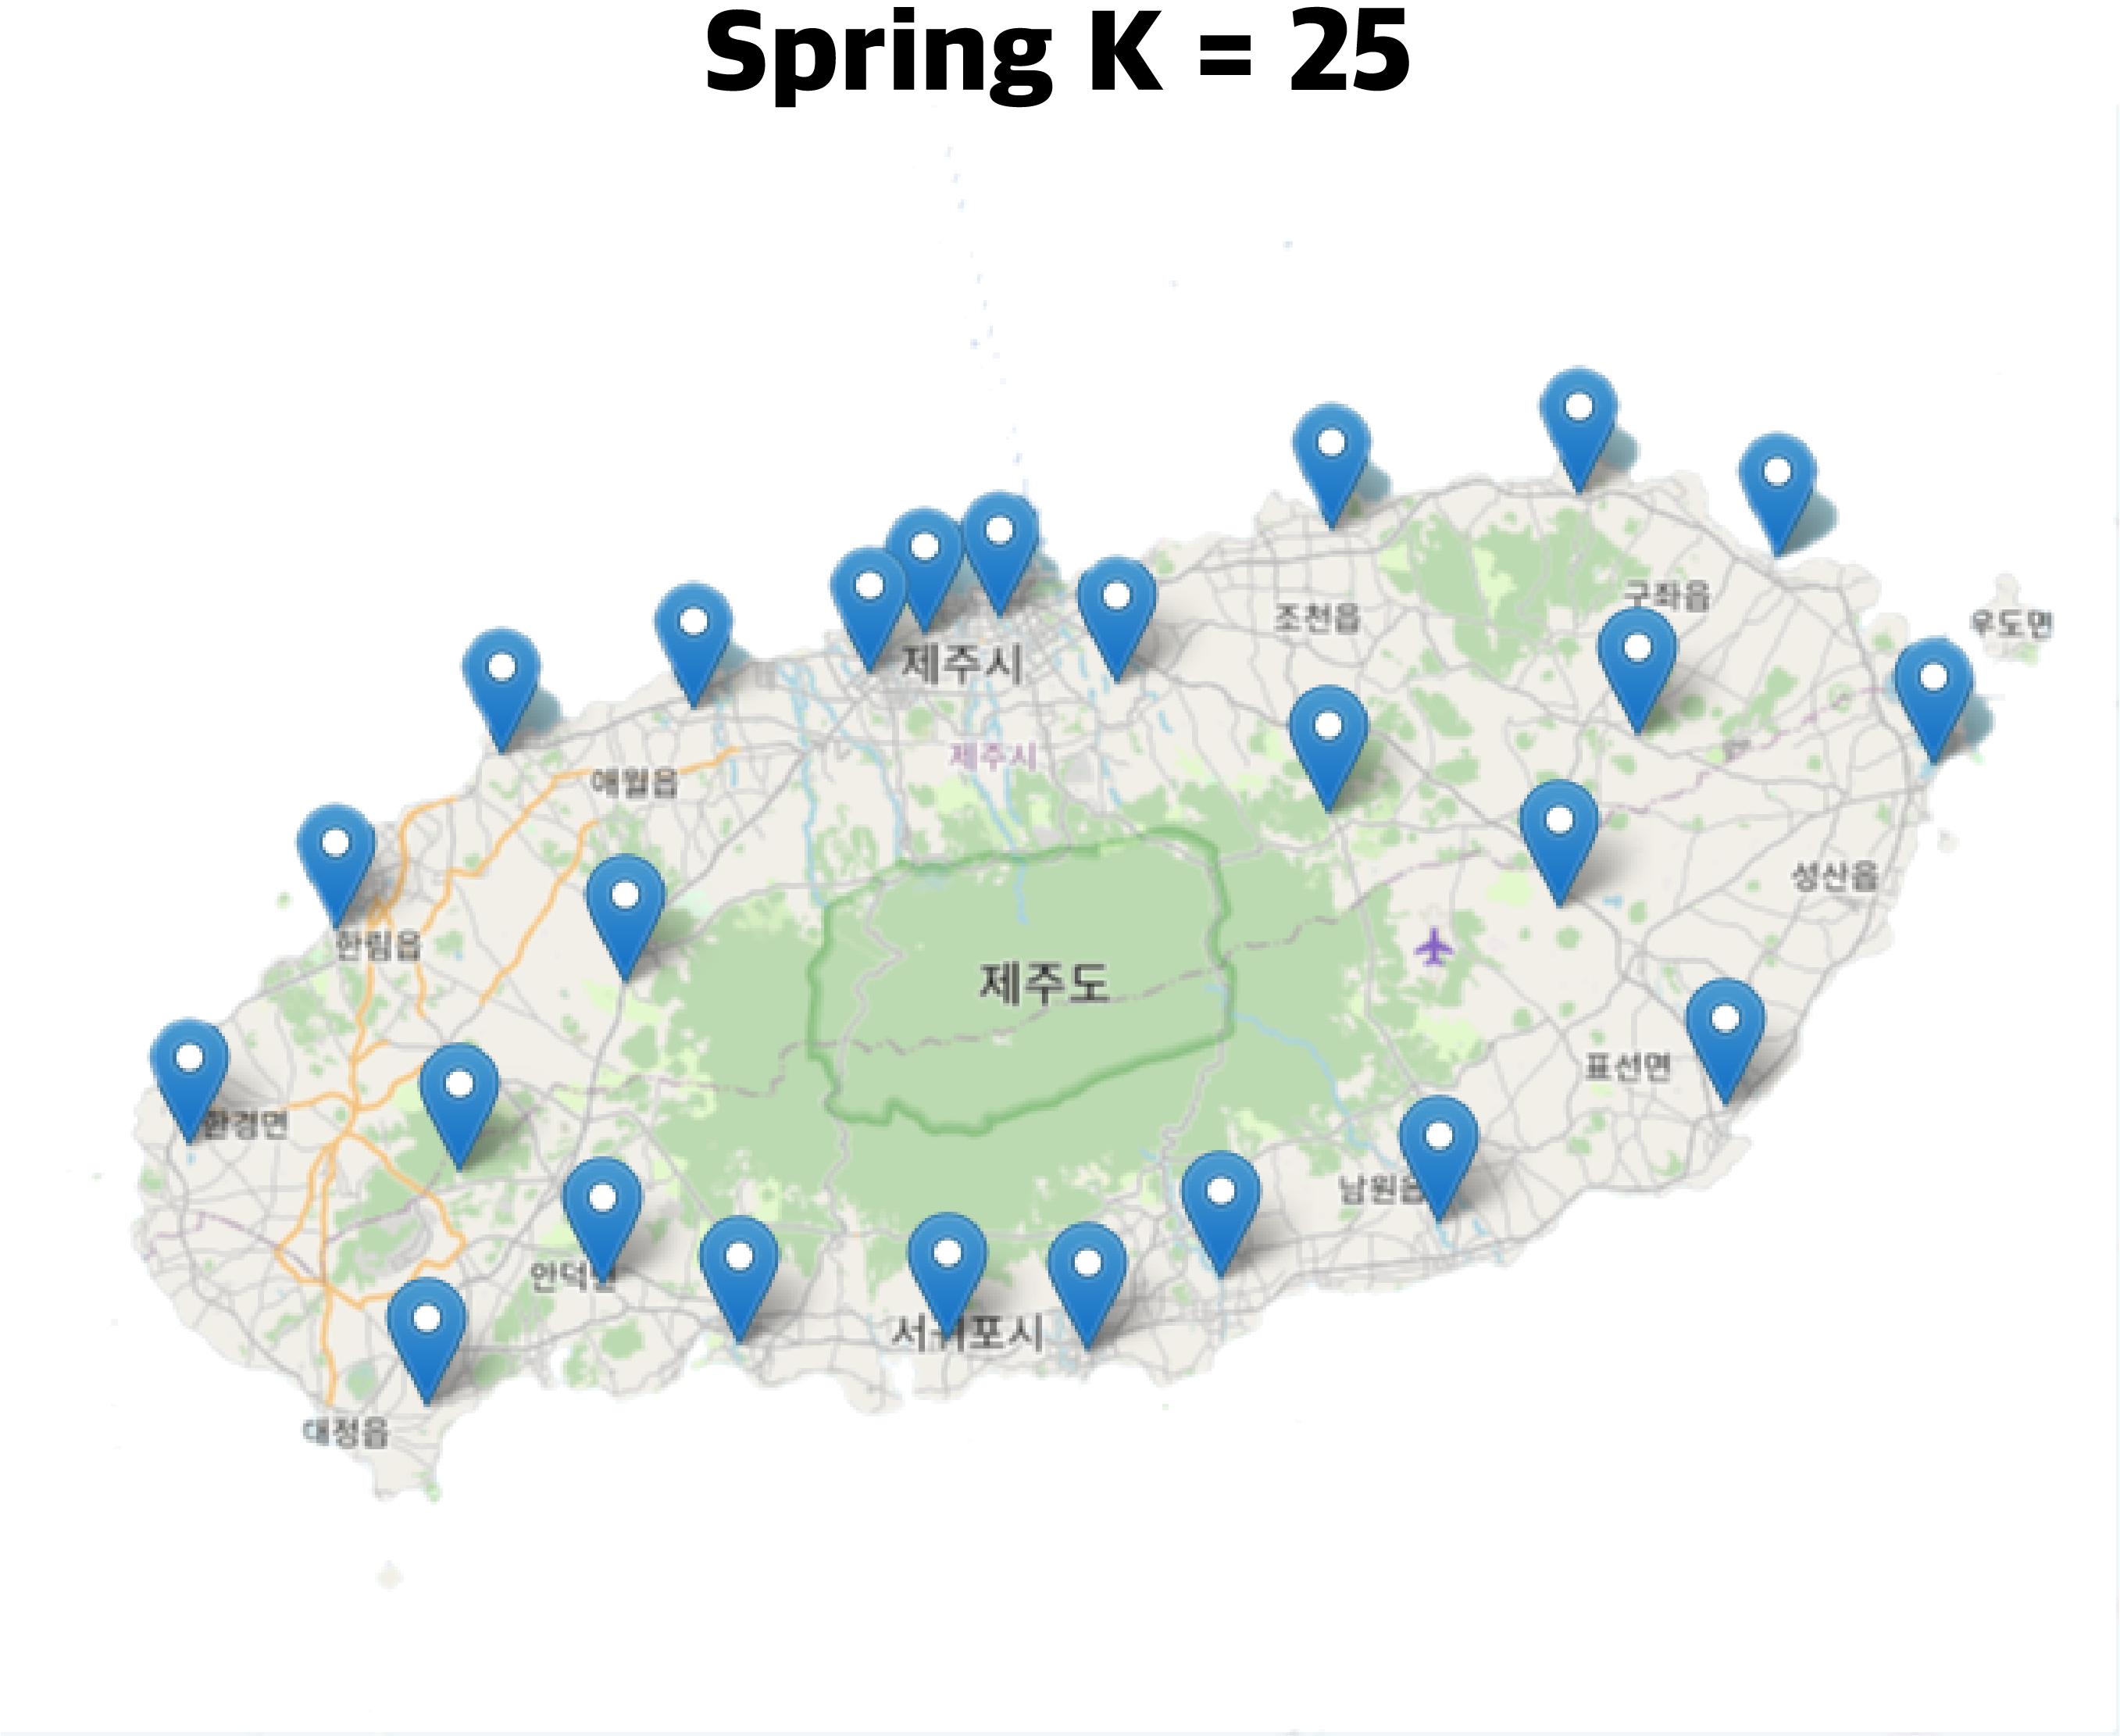 Spring K = 25
구좌읍
조천읍
우도면
제주시
제주시
애월읍
성산읍
한림읍
제주도
표선면
한경면
남원읍
안덕면
서귀포시
대정읍